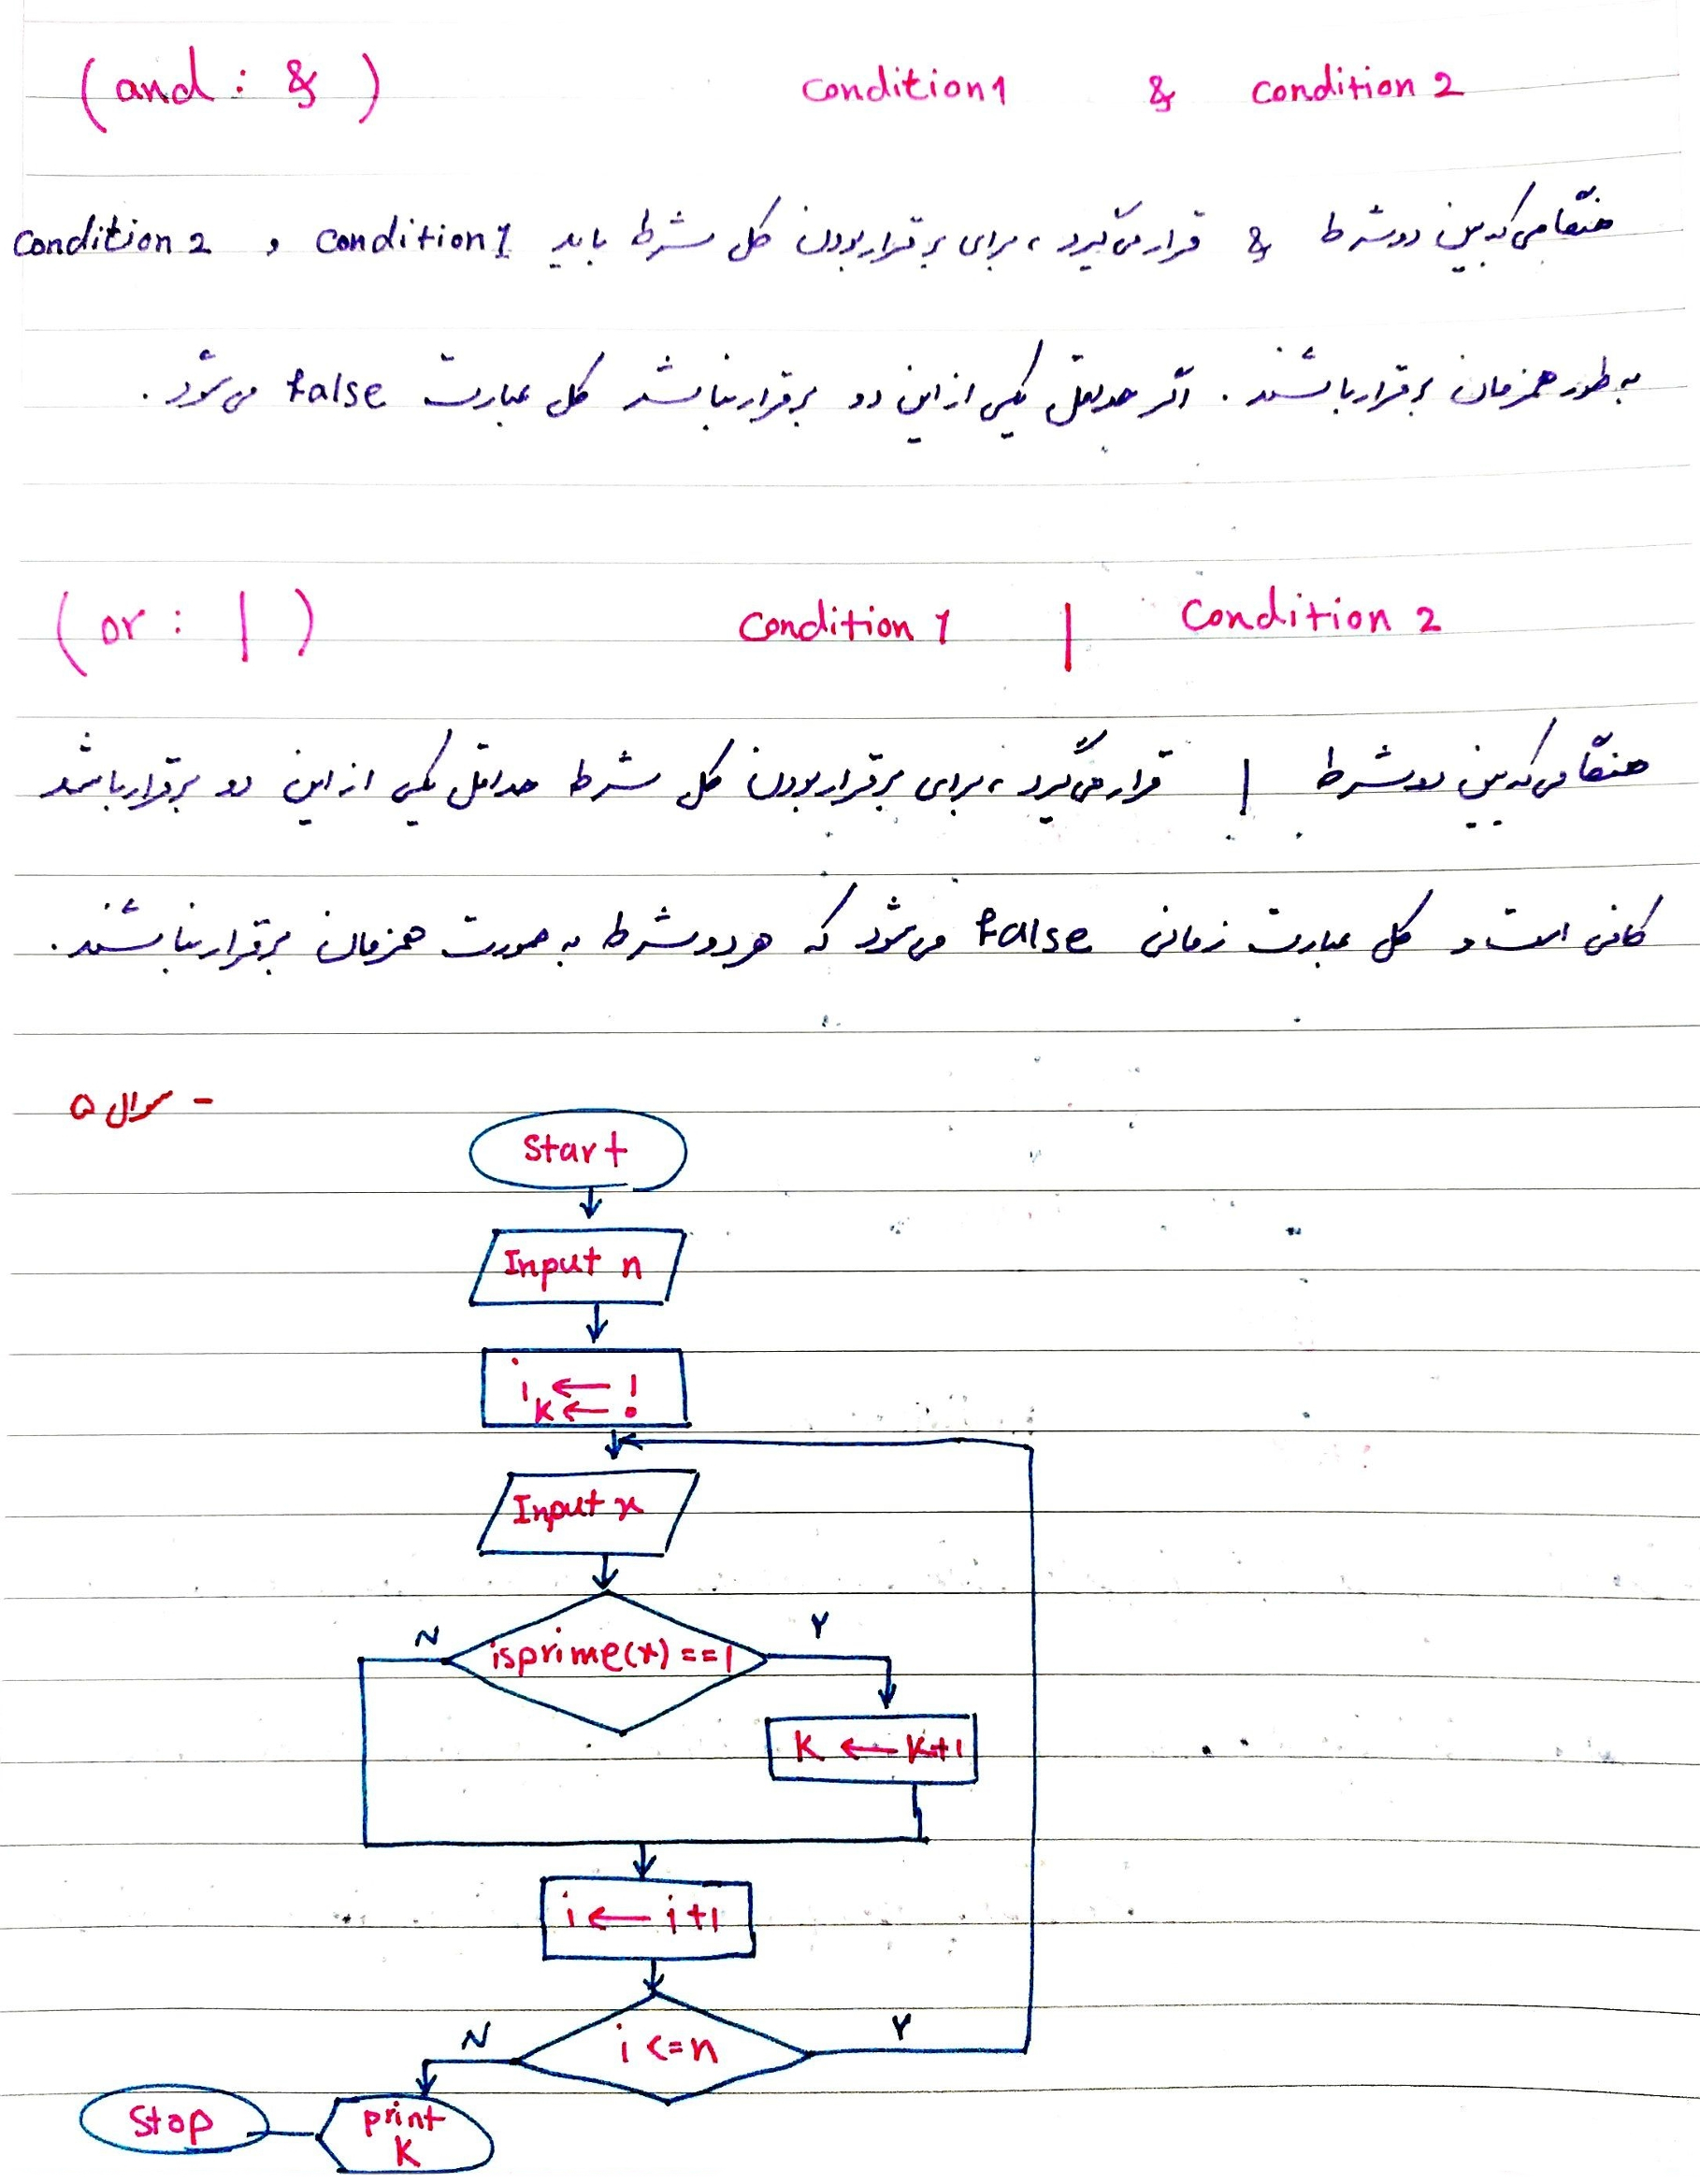 (and : &) condition1 & condition 2
هنگامی که بین دو شرط & قرار می‌گیرد ، برای برقرار بودن کل شرط باید condition1 و condition 2
به طور همزمان برقرار باشند . اگر حداقل یکی از این دو برقرار نباشد کل عبارت false می‌شود .
(or : |) condition 1 | condition 2
هنگامی که بین دو شرط | قرار می‌گیرد ، برای برقرار بودن کل شرط حداقل یکی از این دو برقرار باشد
کافی است و کل عبارت زمانی false می‌شود که هر دو شرط به صورت همزمان برقرار نباشند .
- سوال ۵
Start
Input n
i ← 1
k ← 0
Input x
N isprime(x)==1 Y
k ← k+1
i ← i+1
N i <= n Y
print
k
Stop